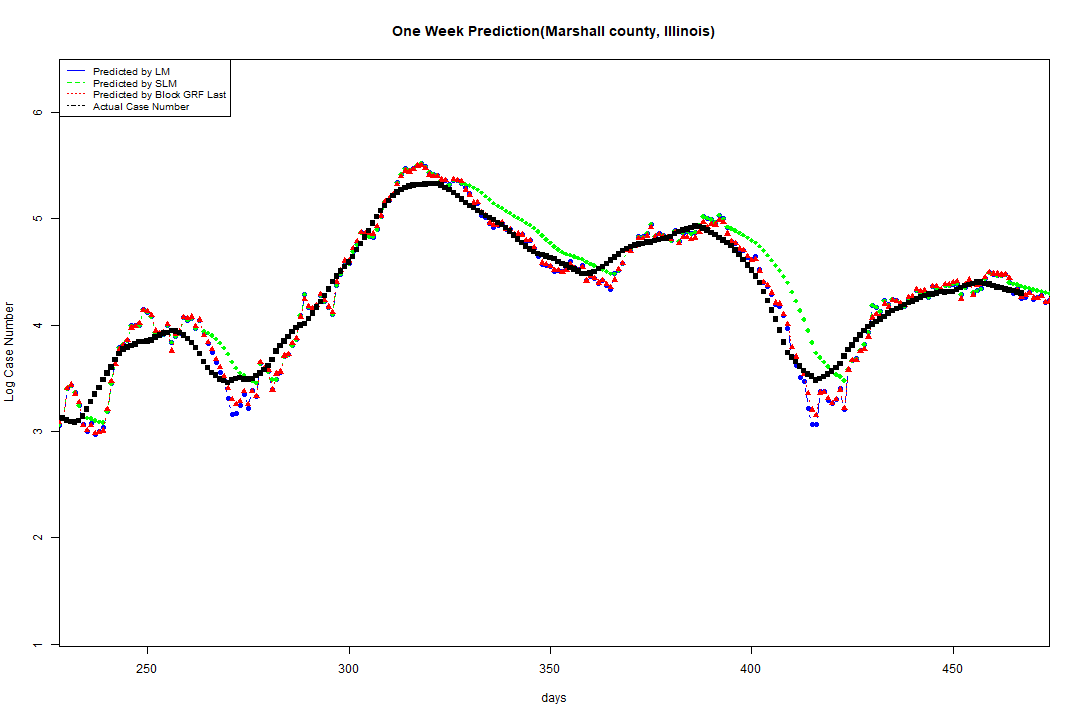 One Week Prediction(Marshall county, Illinois)
Predicted by LM
Predicted by SLM
Predicted by Block GRF Last
Actual Case Number
6
5
4
3
2
1
Log Case Number
250 300 350 400 450
days